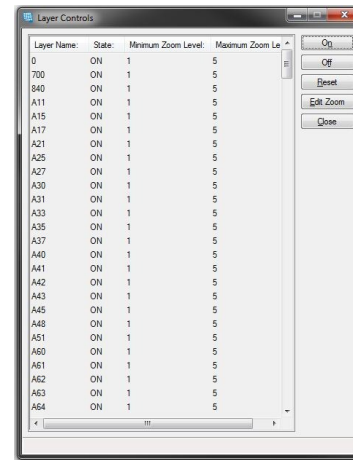 Layer Controls
Layer Name: State: Minimum Zoom Level: Maximum Zoom Le
0 ON 1 5
700 ON 1 5
840 ON 1 5
A11 ON 1 5
A15 ON 1 5
A17 ON 1 5
A21 ON 1 5
A25 ON 1 5
A27 ON 1 5
A30 ON 1 5
A31 ON 1 5
A33 ON 1 5
A35 ON 1 5
A37 ON 1 5
A40 ON 1 5
A41 ON 1 5
A42 ON 1 5
A43 ON 1 5
A45 ON 1 5
A48 ON 1 5
A51 ON 1 5
A60 ON 1 5
A61 ON 1 5
A62 ON 1 5
A63 ON 1 5
A64 ON 1 5
On
Off
Reset
Edit Zoom
Close